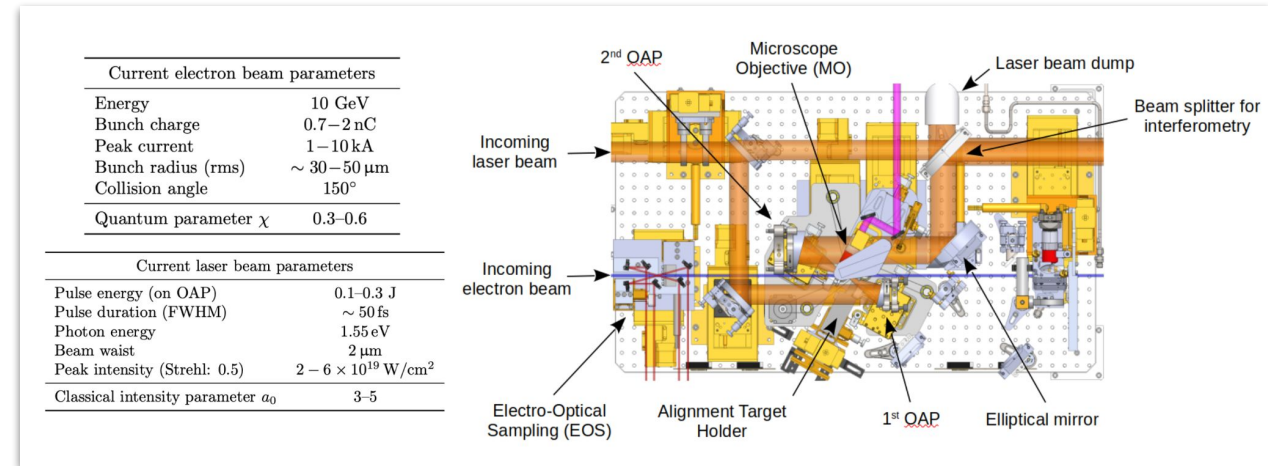 Current electron beam parameters
Energy 10 GeV
Bunch charge 0.7−2 nC
Peak current 1−10 kA
Bunch radius (rms) ∼ 30−50 μm
Collision angle 150°
Quantum parameter χ 0.3–0.6
Current laser beam parameters
Pulse energy (on OAP) 0.1–0.3 J
Pulse duration (FWHM) ∼ 50 fs
Photon energy 1.55 eV
Beam waist 2 μm
Peak intensity (Strehl: 0.5) 2 − 6 × 10¹⁹ W/cm²
Classical intensity parameter a₀ 3–5
2ⁿᵈ OAP
Microscope
Objective (MO)
Laser beam dump
Beam splitter for
interferometry
Incoming
laser beam
Incoming
electron beam
Electro-Optical
Sampling (EOS)
Alignment Target
Holder
1ˢᵗ OAP
Elliptical mirror